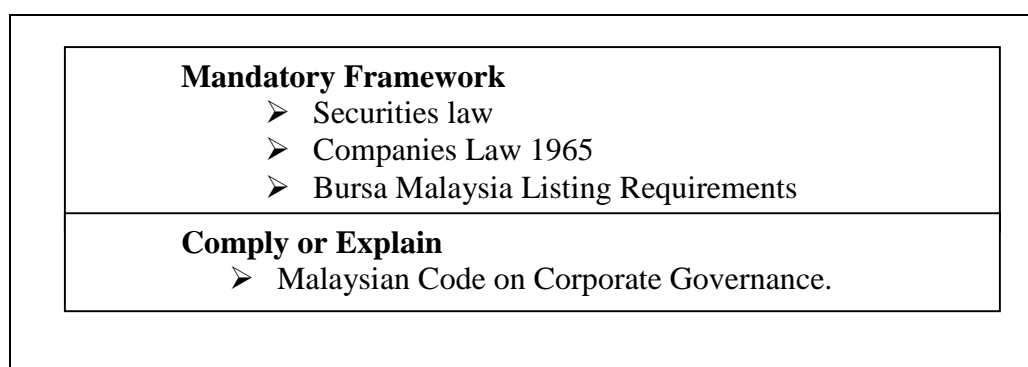 Mandatory Framework
➢ Securities law
➢ Companies Law 1965
➢ Bursa Malaysia Listing Requirements
Comply or Explain
➢ Malaysian Code on Corporate Governance.